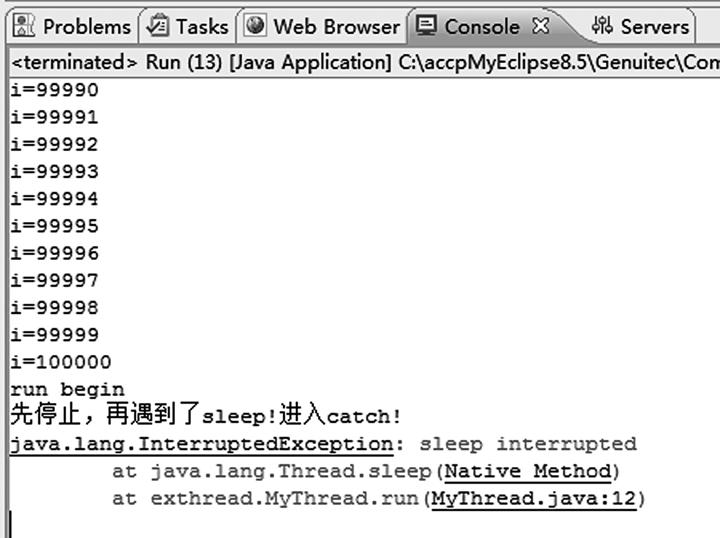 Problems Tasks Web Browser Console Servers
<terminated> Run (13) [Java Application] C:\accpMyEclipse8.5\Genuitec\Com
i=99990
i=99991
i=99992
i=99993
i=99994
i=99995
i=99996
i=99997
i=99998
i=99999
i=100000
run begin
先停止，再遇到了sleep!进入catch!
java.lang.InterruptedException: sleep interrupted
at java.lang.Thread.sleep(Native Method)
at exthread.MyThread.run(MyThread.java:12)